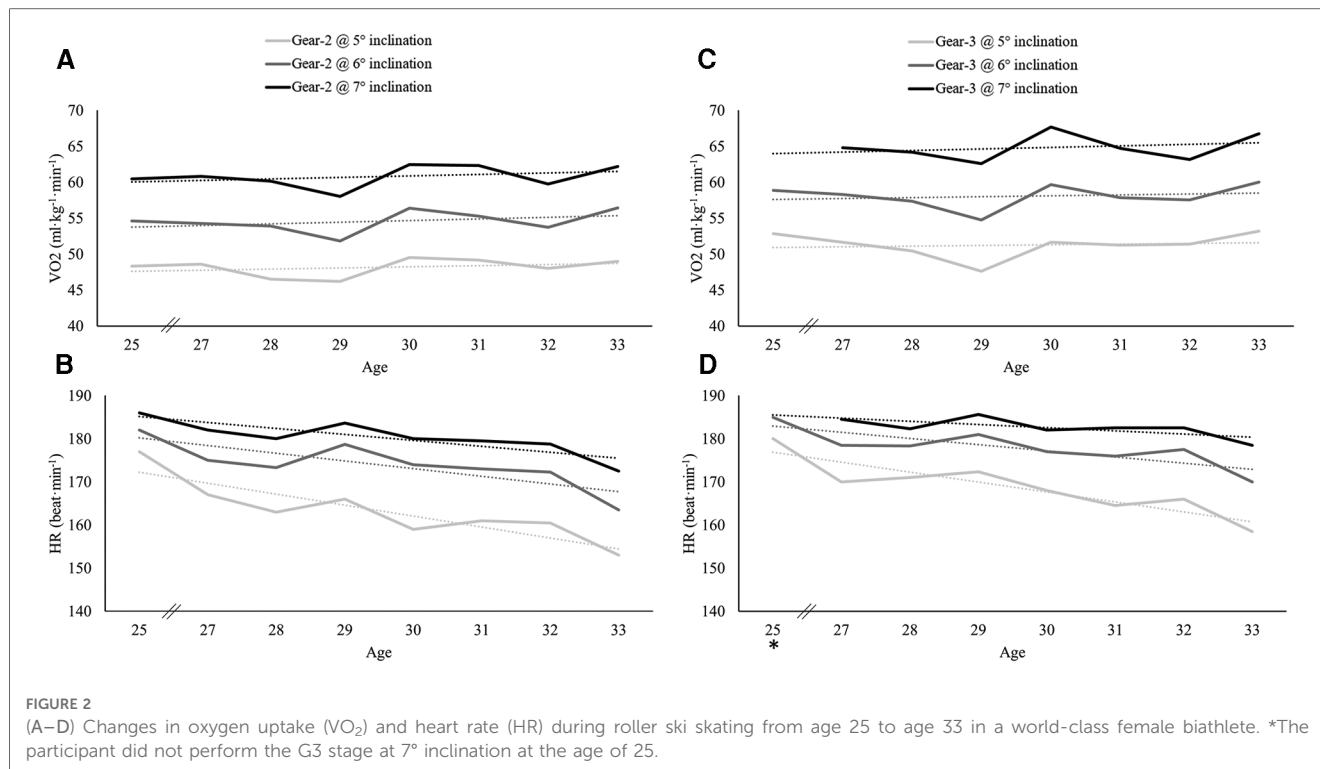 A
Gear-2 @ 5° inclination
Gear-2 @ 6° inclination
Gear-2 @ 7° inclination
70
65
60
55
50
45
40
VO2 (ml·kg⁻¹·min⁻¹)
25 27 28 29 30 31 32 33
Age
B
190
180
170
160
150
140
HR (beat·min⁻¹)
25 27 28 29 30 31 32 33
Age
C
Gear-3 @ 5° inclination
Gear-3 @ 6° inclination
Gear-3 @ 7° inclination
70
65
60
55
50
45
40
VO2 (ml·kg⁻¹·min⁻¹)
25 27 28 29 30 31 32 33
Age
D
190
180
170
160
150
140
HR (beat·min⁻¹)
25 27 28 29 30 31 32 33
*
Age
FIGURE 2
(A–D) Changes in oxygen uptake (VO₂) and heart rate (HR) during roller ski skating from age 25 to age 33 in a world-class female biathlete. *The
participant did not perform the G3 stage at 7° inclination at the age of 25.